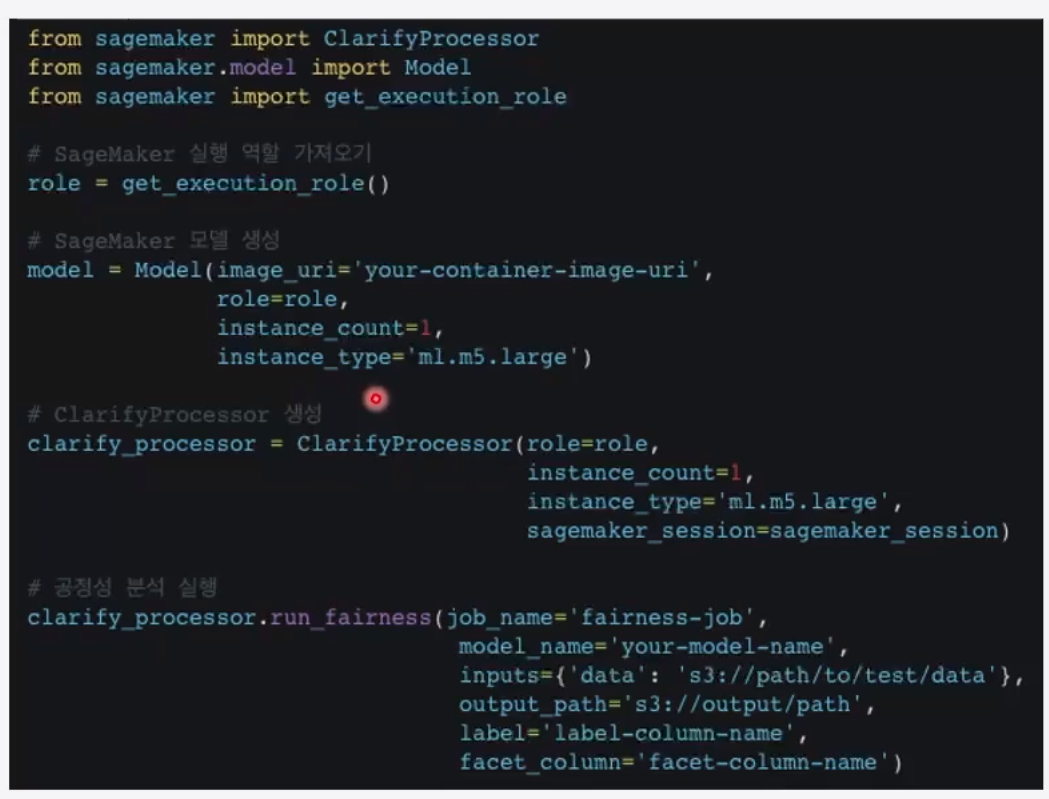 from sagemaker import ClarifyProcessor
from sagemaker.model import Model
from sagemaker import get_execution_role
# SageMaker 실행 역할 가져오기
role = get_execution_role()
# SageMaker 모델 생성
model = Model(image_uri='your-container-image-uri',
role=role,
instance_count=1,
instance_type='ml.m5.large')
# ClarifyProcessor 생성
clarify_processor = ClarifyProcessor(role=role,
instance_count=1,
instance_type='ml.m5.large',
sagemaker_session=sagemaker_session)
# 공정성 분석 실행
clarify_processor.run_fairness(job_name='fairness-job',
model_name='your-model-name',
inputs={'data': 's3://path/to/test/data'},
output_path='s3://output/path',
label='label-column-name',
facet_column='facet-column-name')